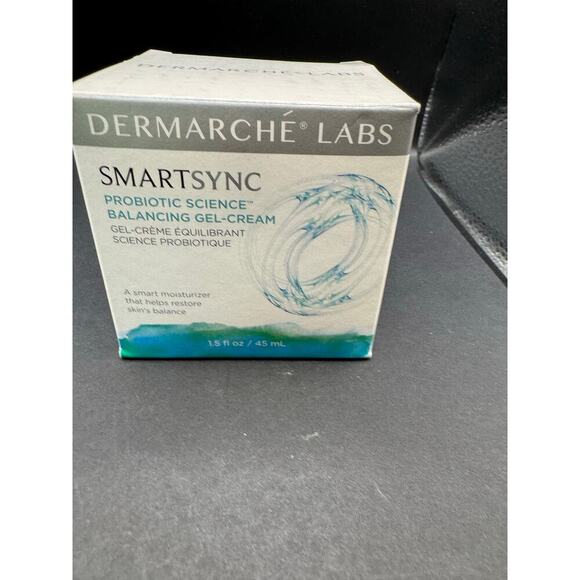 DERMARCHÉ LABS
DERMARCHÉ® LABS
SMARTSYNC
PROBIOTIC SCIENCE™
BALANCING GEL-CREAM
GEL-CRÈME ÉQUILIBRANT
SCIENCE PROBIOTIQUE
A smart moisturizer
that helps restore
skin's balance
1.5 fl oz / 45 mL